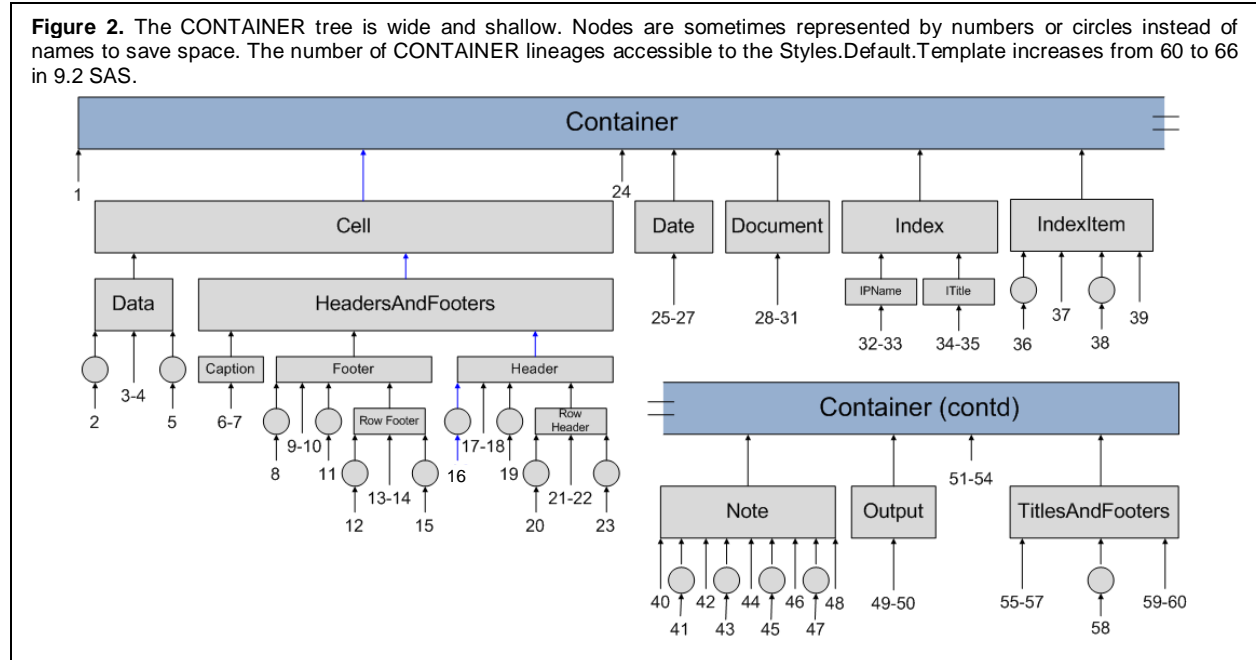 Figure 2. The CONTAINER tree is wide and shallow. Nodes are sometimes represented by numbers or circles instead of
names to save space. The number of CONTAINER lineages accessible to the Styles.Default.Template increases from 60 to 66
in 9.2 SAS.
Container
1
24
Cell
Date
Document
Index
IndexItem
Data
HeadersAndFooters
IPName
ITitle
25-27
28-31
32-33
34-35
36
37
38
39
Caption
Footer
Header
2
3-4
5
6-7
8
9-10
11
Row Footer
12
13-14
15
16
17-18
19
Row
Header
20
21-22
23
Container (contd)
51-54
Note
Output
TitlesAndFooters
40
41
42
43
44
45
46
47
48
49-50
55-57
58
59-60